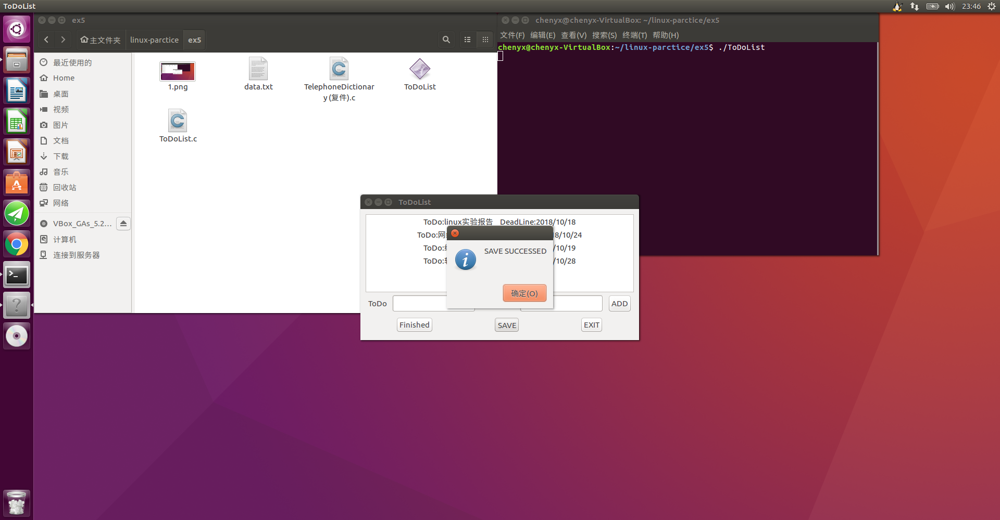 ToDoList
23:46
ex5
主文件夹
linux-parctice
ex5
最近使用的
Home
桌面
视频
图片
文档
下载
音乐
回收站
网络
VBox_GAs_5.2...
计算机
连接到服务器
1.png
data.txt
TelephoneDictionar
y (复件).c
ToDoList
ToDoList.c
chenyx@chenyx-VirtualBox: ~/linux-parctice/ex5
文件(F) 编辑(E) 查看(V) 搜索(S) 终端(T) 帮助(H)
chenyx@chenyx-VirtualBox:~/linux-parctice/ex5$ ./ToDoList
ToDoList
ToDo:linux实验报告 DeadLine:2018/10/18
ToDo:网 8/10/24
ToDo: /10/19
ToDo: /10/28
SAVE SUCCESSED
确定(O)
ToDo
ADD
Finished
SAVE
EXIT